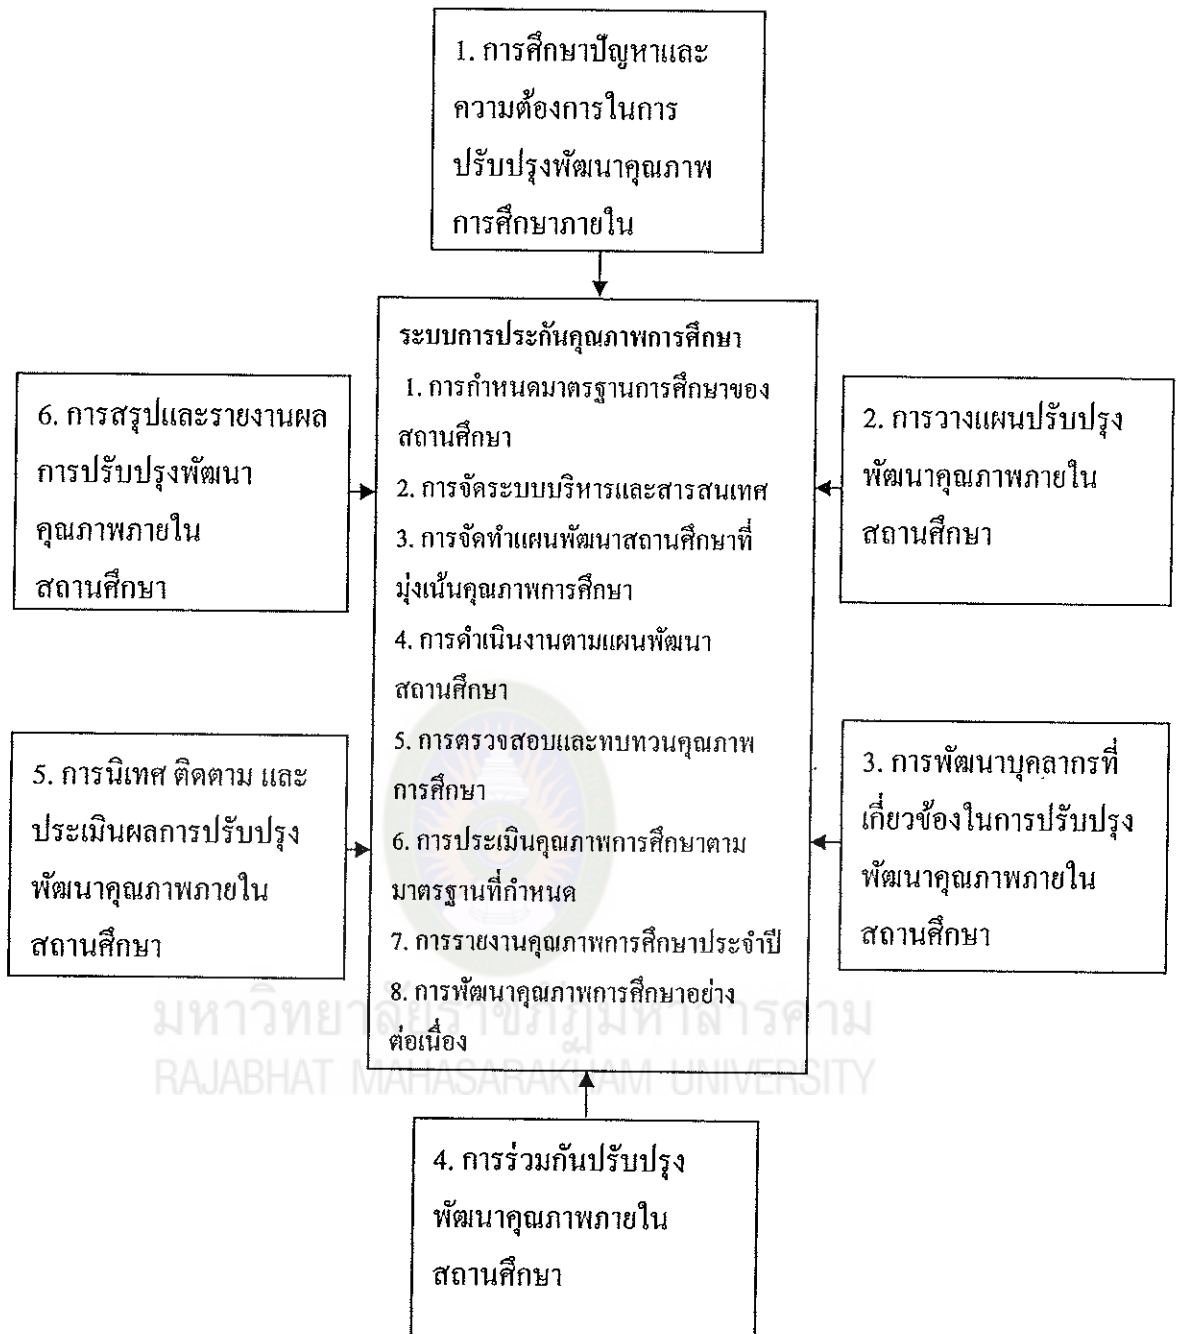 1. การศึกษาปัญหาและ
ความต้องการในการ
ปรับปรุงพัฒนาคุณภาพ
การศึกษาภายใน
ระบบการประกันคุณภาพการศึกษา
1. การกำหนดมาตรฐานการศึกษาของ
สถานศึกษา
2. การจัดระบบบริหารและสารสนเทศ
3. การจัดทำแผนพัฒนาสถานศึกษาที่
มุ่งเน้นคุณภาพการศึกษา
4. การดำเนินงานตามแผนพัฒนา
สถานศึกษา
5. การตรวจสอบและทบทวนคุณภาพ
การศึกษา
6. การประเมินคุณภาพการศึกษาตาม
มาตรฐานที่กำหนด
7. การรายงานคุณภาพการศึกษาประจำปี
8. การพัฒนาคุณภาพการศึกษาอย่าง
ต่อเนื่อง
2. การวางแผนปรับปรุง
พัฒนาคุณภาพภายใน
สถานศึกษา
3. การพัฒนาบุคลากรที่
เกี่ยวข้องในการปรับปรุง
พัฒนาคุณภาพภายใน
สถานศึกษา
4. การร่วมกันปรับปรุง
พัฒนาคุณภาพภายใน
สถานศึกษา
5. การนิเทศ ติดตาม และ
ประเมินผลการปรับปรุง
พัฒนาคุณภาพภายใน
สถานศึกษา
6. การสรุปและรายงานผล
การปรับปรุงพัฒนา
คุณภาพภายใน
สถานศึกษา
มหาวิทยาลัยราชภัฏมหาสารคาม
RAJABHAT MAHASARAKHAM UNIVERSITY